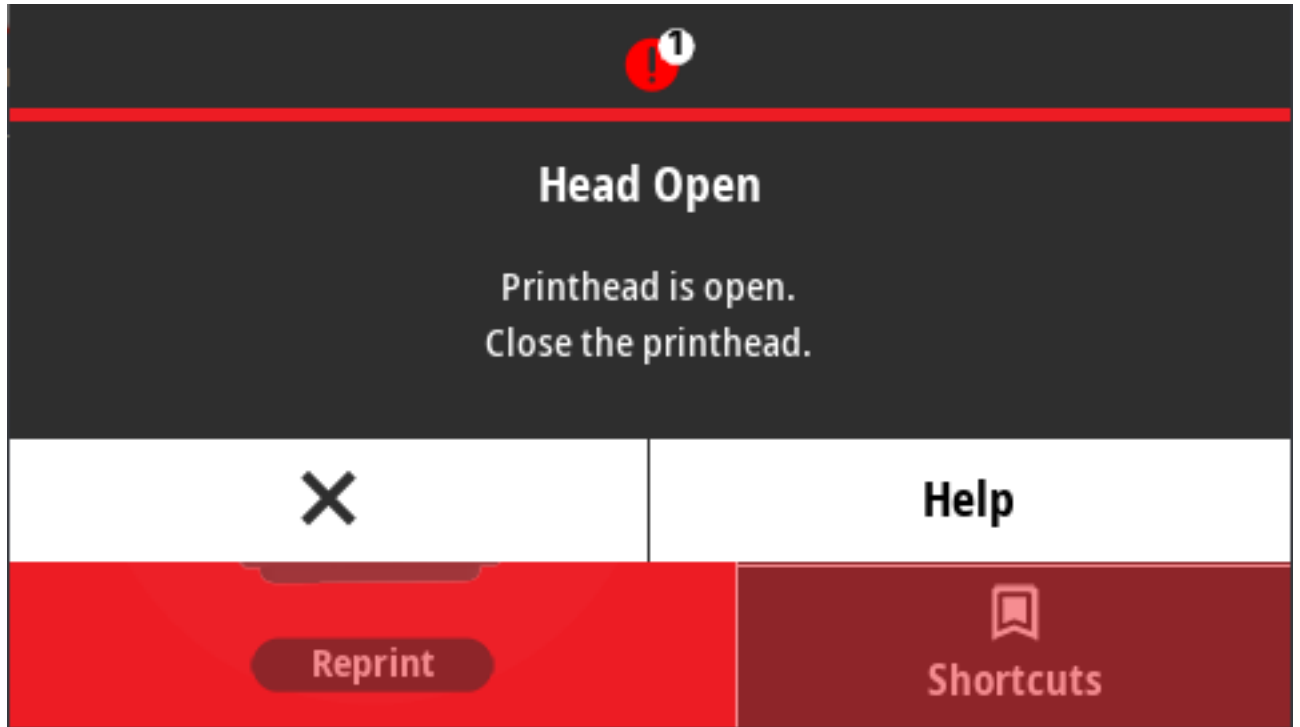 ! 1
Head Open
Printhead is open.
Close the printhead.
Help
Reprint
Shortcuts